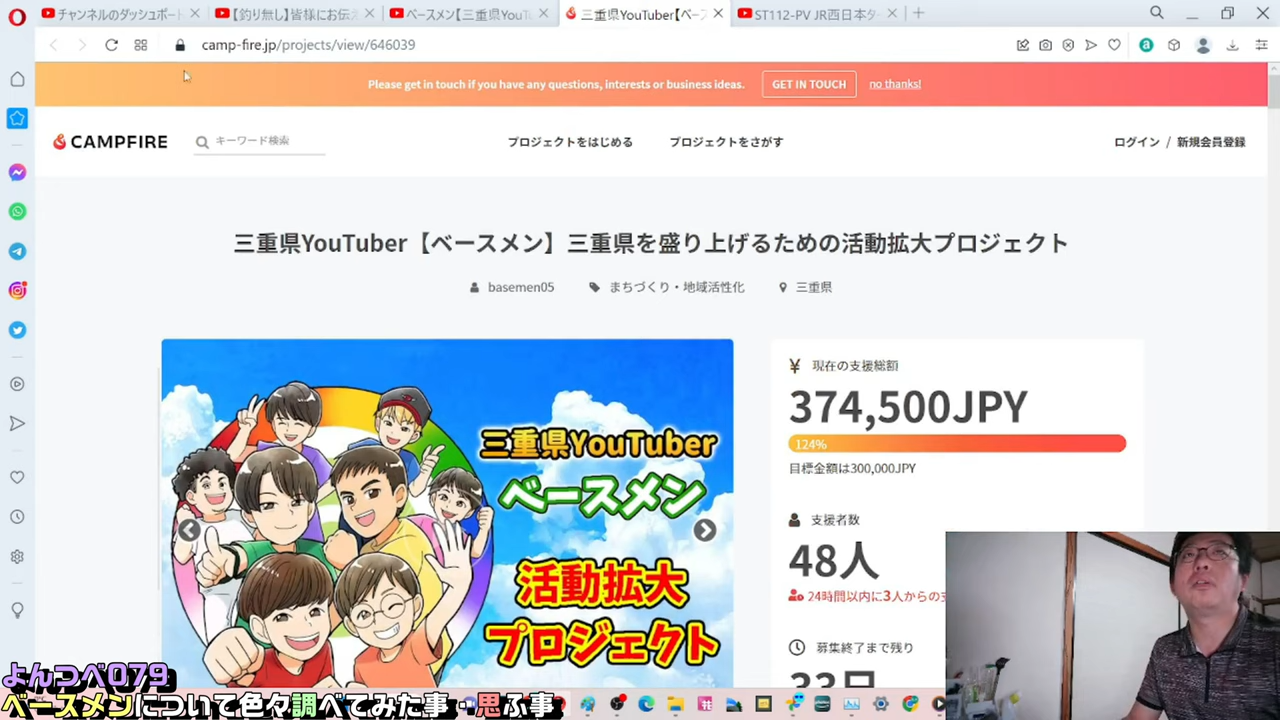 チャンネルのダッシュボード
【釣り無し】皆様にお伝え
ベースメン【三重県YouTu
三重県YouTuber【ベース
ST112-PV JR西日本タ
camp-fire.jp/projects/view/646039
Please get in touch if you have any questions, interests or business ideas.
GET IN TOUCH
no thanks!
CAMPFIRE
キーワード検索
プロジェクトをはじめる
プロジェクトをさがす
ログイン / 新規会員登録
三重県YouTuber【ベースメン】三重県を盛り上げるための活動拡大プロジェクト
basemen05
まちづくり・地域活性化
三重県
三重県YouTuber
ベースメン
活動拡大
プロジェクト
¥ 現在の支援総額
374,500JPY
124%
目標金額は300,000JPY
支援者数
48人
24時間以内に3人からの支
募集終了まで残り
33日
よんつべ079
ベースメンについて色々調べてみた事・思ふ事